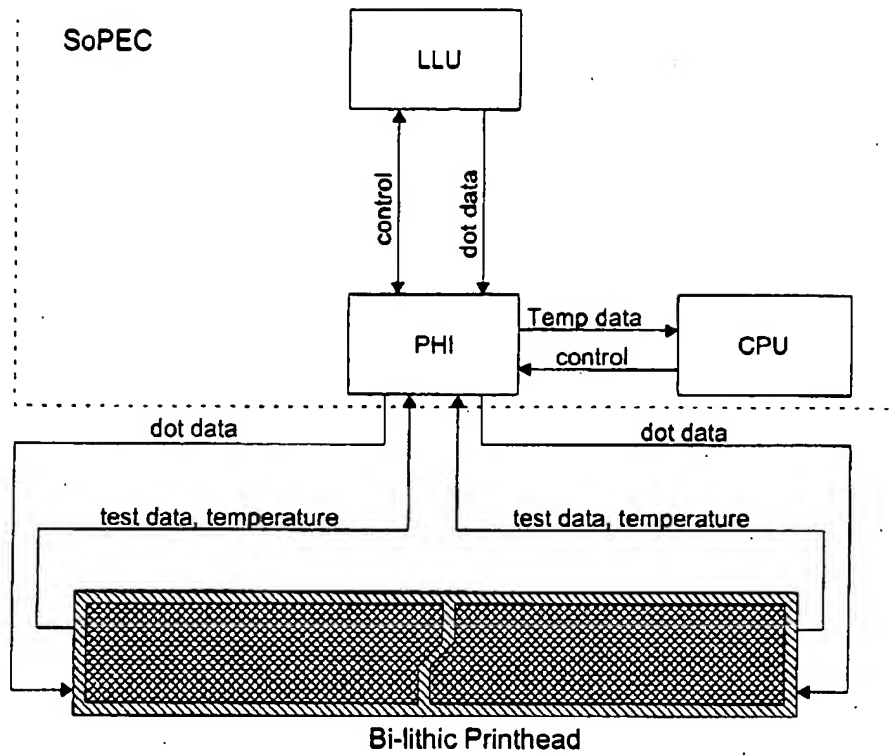 SoPEC
LLU
control
dot data
PHI
Temp data
control
CPU
dot data
dot data
test data, temperature
test data, temperature
Bi-lithic Printhead